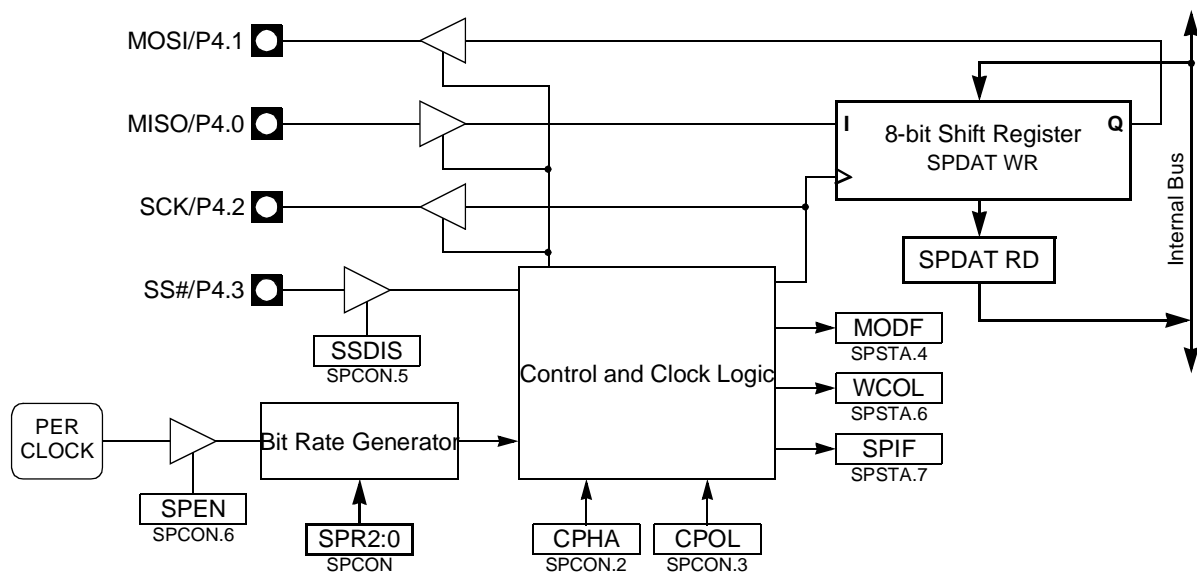 MOSI/P4.1
MISO/P4.0
I
8-bit Shift Register
Q
SPDAT WR
SCK/P4.2
Internal Bus
SPDAT RD
SS#/P4.3
SSDIS
SPCON.5
Control and Clock Logic
MODF
SPSTA.4
WCOL
SPSTA.6
SPIF
SPSTA.7
PER
CLOCK
Bit Rate Generator
SPEN
SPCON.6
SPR2:0
SPCON
CPHA
SPCON.2
CPOL
SPCON.3